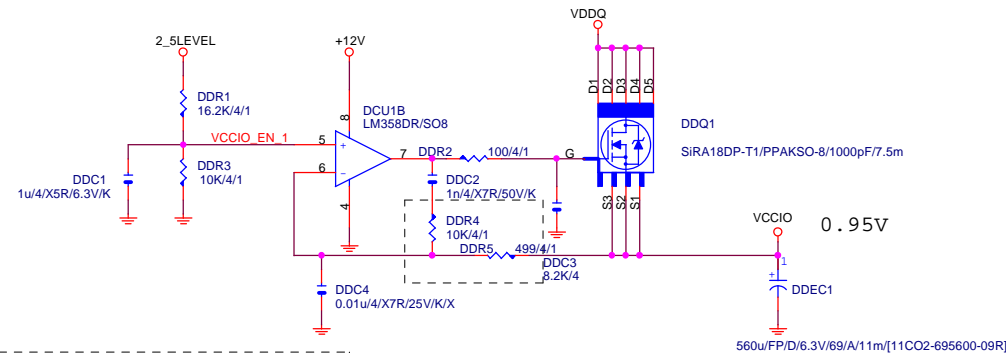 VDDQ
2_5LEVEL
+12V
D1
D2
D3
D4
D5
DDR1
16.2K/4/1
DCU1B
LM358DR/SO8
8
DDQ1
VCCIO_EN_1
5
+
7
DDR2
100/4/1
G
SiRA18DP-T1/PPAKSO-8/1000pF/7.5m
6
-
DDR3
10K/4/1
DDC1
1u/4/X5R/6.3V/K
DDC2
1n/4/X7R/50V/K
4
S3
S2
S1
DDR4
10K/4/1
VCCIO
0.95V
DDR5
499/4/1
DDC3
8.2K/4
1
+
DDEC1
DDC4
0.01u/4/X7R/25V/K/X
560u/FP/D/6.3V/69/A/11m/[11CO2-695600-09R]